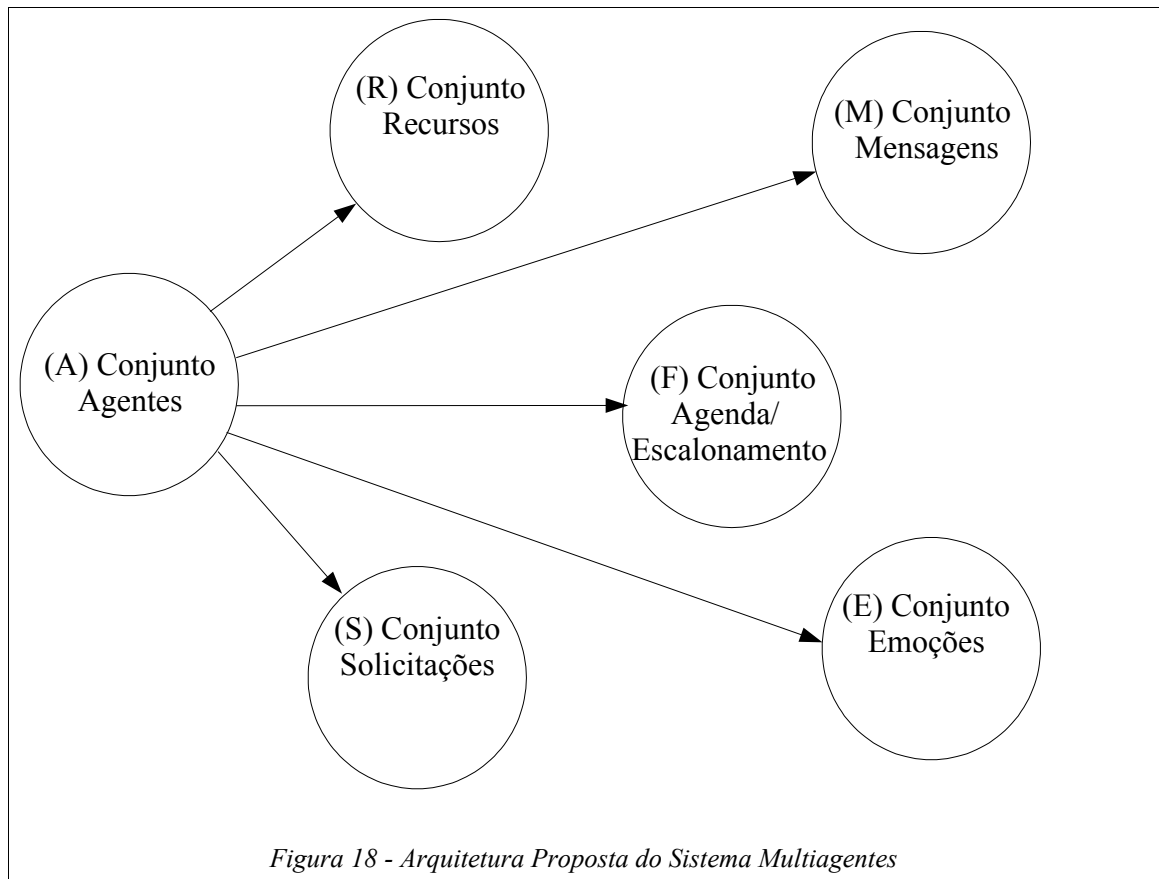 (R) Conjunto
Recursos
(M) Conjunto
Mensagens
(A) Conjunto
Agentes
(F) Conjunto
Agenda/
Escalonamento
(S) Conjunto
Solicitações
(E) Conjunto
Emoções
Figura 18 - Arquitetura Proposta do Sistema Multiagentes